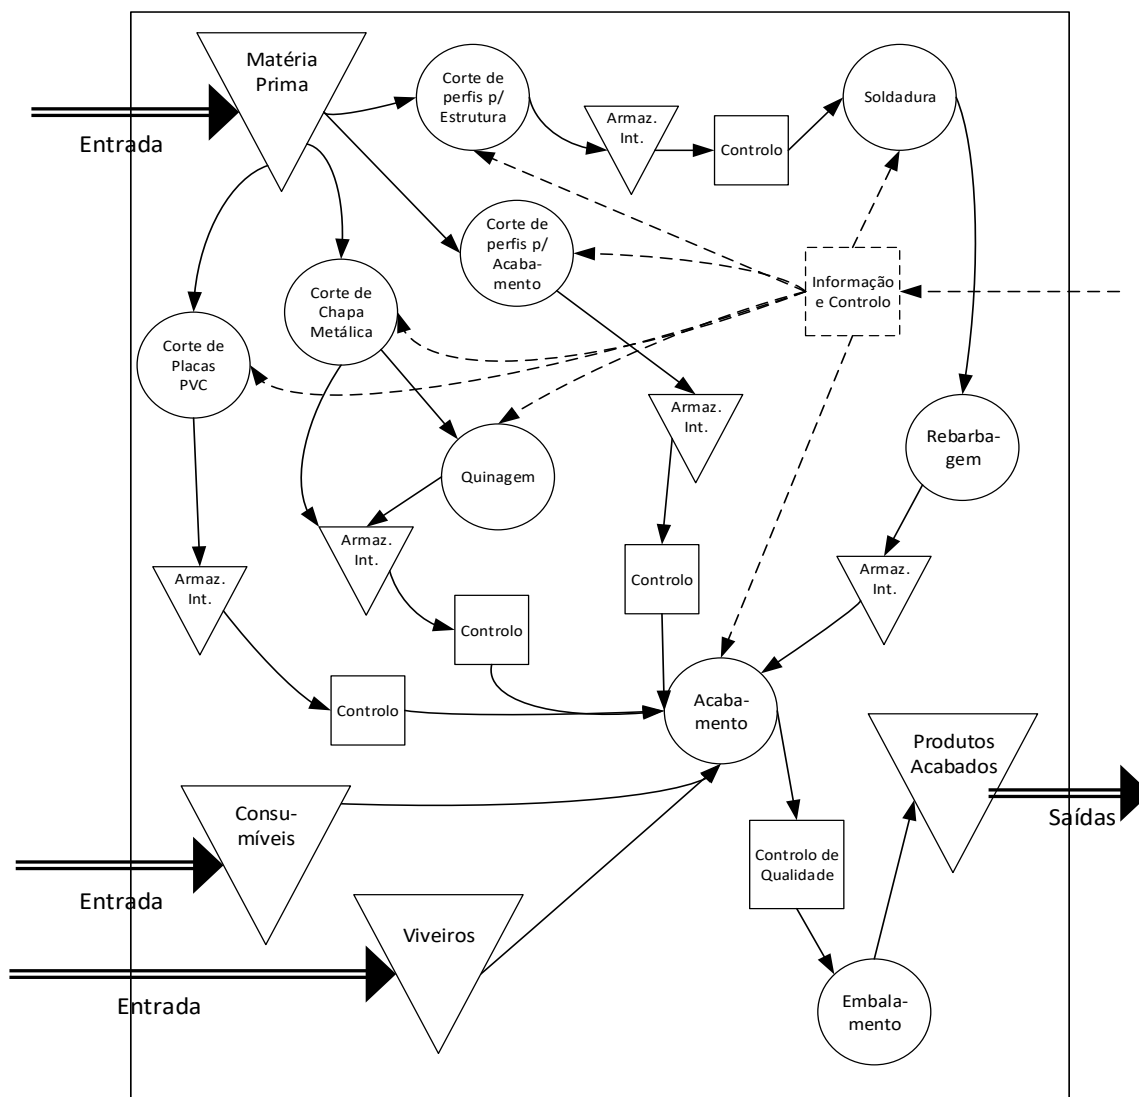 Matéria
Prima
Entrada
Corte de
perfis p/
Estrutura
Armaz.
Int.
Controlo
Soldadura
Corte de
perfis p/
Acaba-
mento
Informação
e Controlo
Corte de
Chapa
Metálica
Corte de
Placas
PVC
Armaz.
Int.
Rebarba-
gem
Quinagem
Armaz.
Int.
Armaz.
Int.
Armaz.
Int.
Controlo
Controlo
Controlo
Acaba-
mento
Produtos
Acabados
Saídas
Consu-
míveis
Entrada
Controlo de
Qualidade
Viveiros
Entrada
Embala-
mento